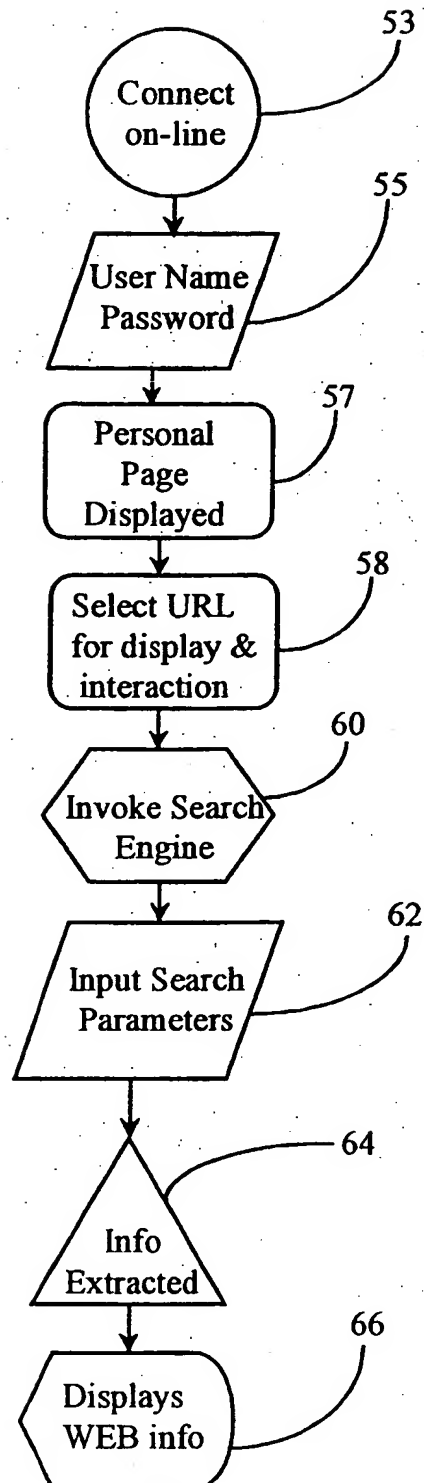 53
Connect
on-line
55
User Name
Password
57
Personal
Page
Displayed
58
Select URL
for display &
interaction
60
Invoke Search
Engine
62
Input Search
Parameters
64
Info
Extracted
66
Displays
WEB info